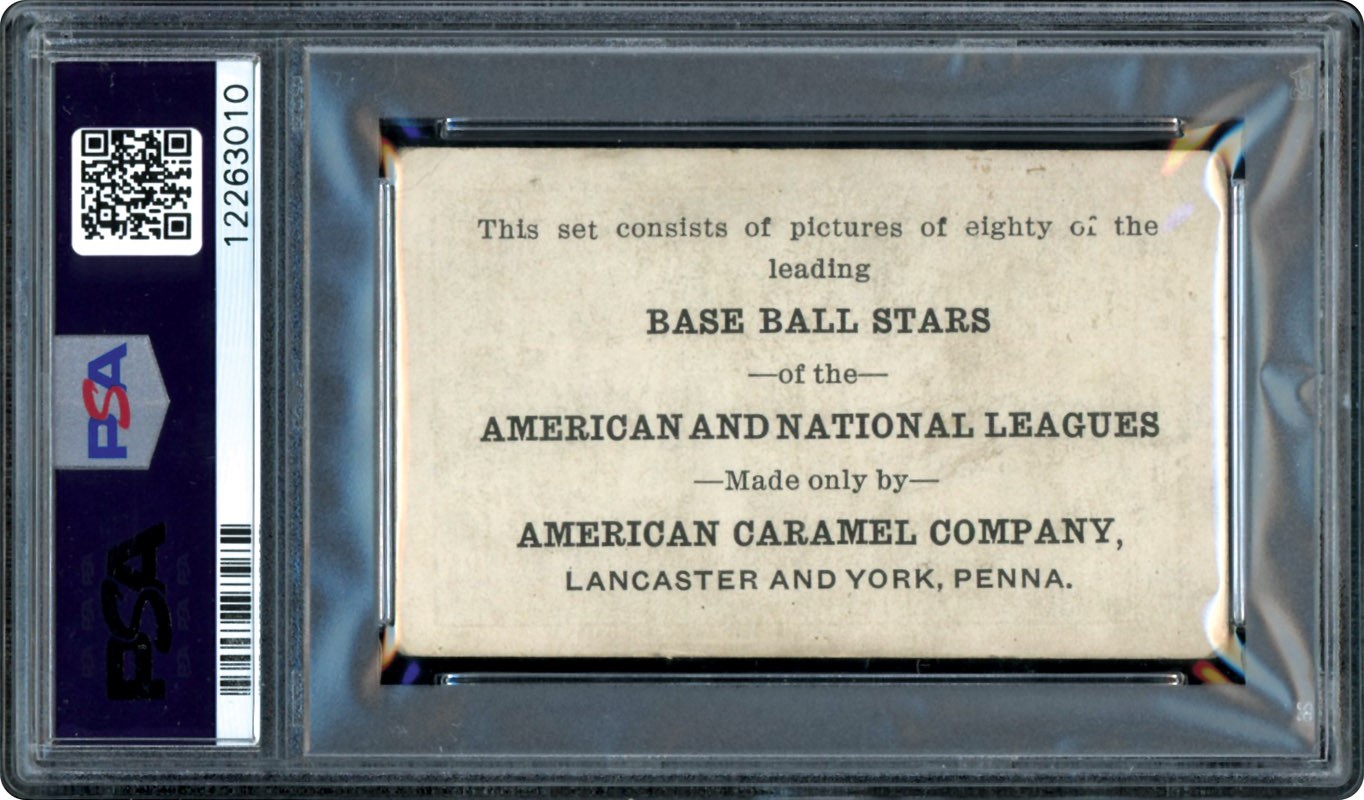 12263010
PSA
PSA
This set consists of pictures of eighty of the
leading
BASE BALL STARS
—of the—
AMERICAN AND NATIONAL LEAGUES
—Made only by—
AMERICAN CARAMEL COMPANY,
LANCASTER AND YORK, PENNA.